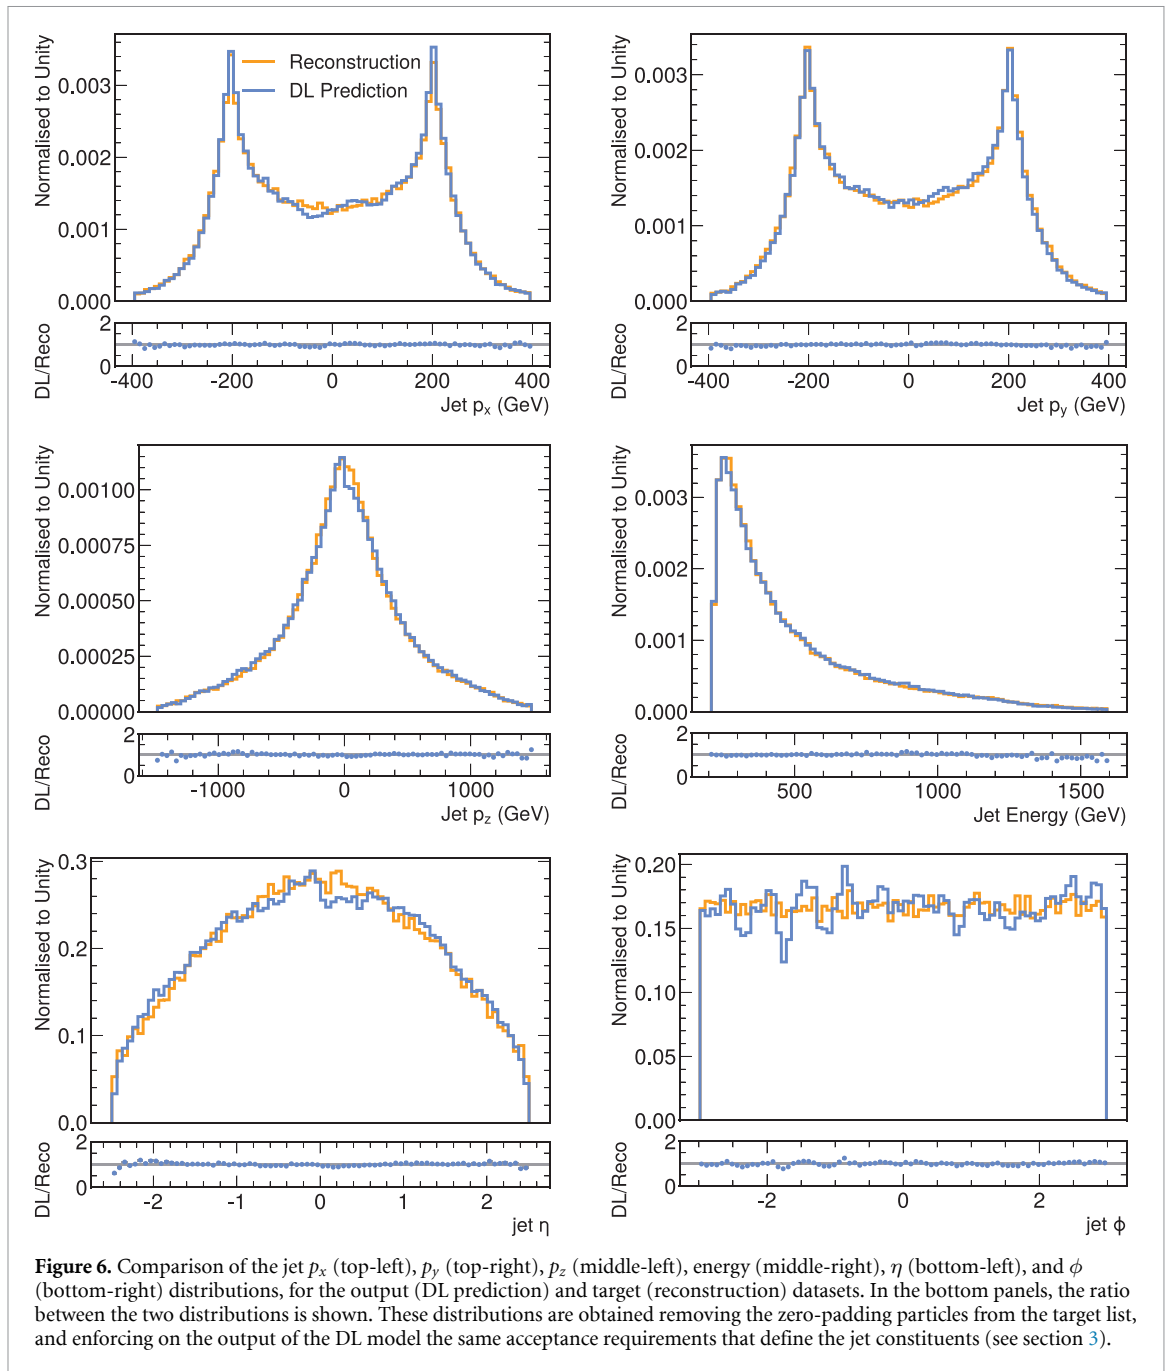 Normalised to Unity
0.003
0.002
0.001
0.000
Reconstruction
DL Prediction
DL/Reco
2
0
-400 -200 0 200 400
Jet p_x (GeV)
Normalised to Unity
0.003
0.002
0.001
0.000
DL/Reco
2
0
-400 -200 0 200 400
Jet p_y (GeV)
Normalised to Unity
0.00100
0.00075
0.00050
0.00025
0.00000
DL/Reco
2
0
-1000 0 1000
Jet p_z (GeV)
Normalised to Unity
0.003
0.002
0.001
0.000
DL/Reco
2
0
500 1000 1500
Jet Energy (GeV)
Normalised to Unity
0.3
0.2
0.1
0.0
DL/Reco
2
0
-2 -1 0 1 2
jet η
Normalised to Unity
0.20
0.15
0.10
0.05
0.00
DL/Reco
2
0
-2 0 2
jet ϕ
Figure 6. Comparison of the jet p_x (top-left), p_y (top-right), p_z (middle-left), energy (middle-right), η (bottom-left), and ϕ
(bottom-right) distributions, for the output (DL prediction) and target (reconstruction) datasets. In the bottom panels, the ratio
between the two distributions is shown. These distributions are obtained removing the zero-padding particles from the target list,
and enforcing on the output of the DL model the same acceptance requirements that define the jet constituents (see section 3).